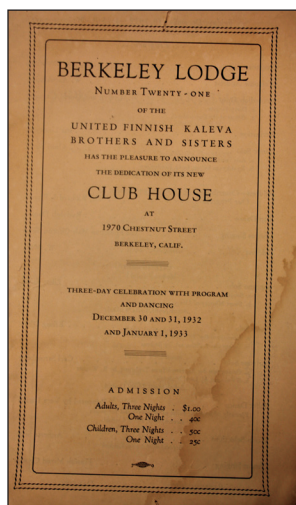 BERKELEY LODGE
NUMBER TWENTY-ONE
OF THE
UNITED FINNISH KALEVA
BROTHERS AND SISTERS
HAS THE PLEASURE TO ANNOUNCE
THE DEDICATION OF ITS NEW
CLUB HOUSE
AT
1970 CHESTNUT STREET
BERKELEY, CALIF.
THREE-DAY CELEBRATION WITH PROGRAM
AND DANCING
DECEMBER 30 AND 31, 1932
AND JANUARY 1, 1933
ADMISSION
Adults, Three Nights . $1.00
One Night . . 40c
Children, Three Nights . 50c
One Night . . 25c